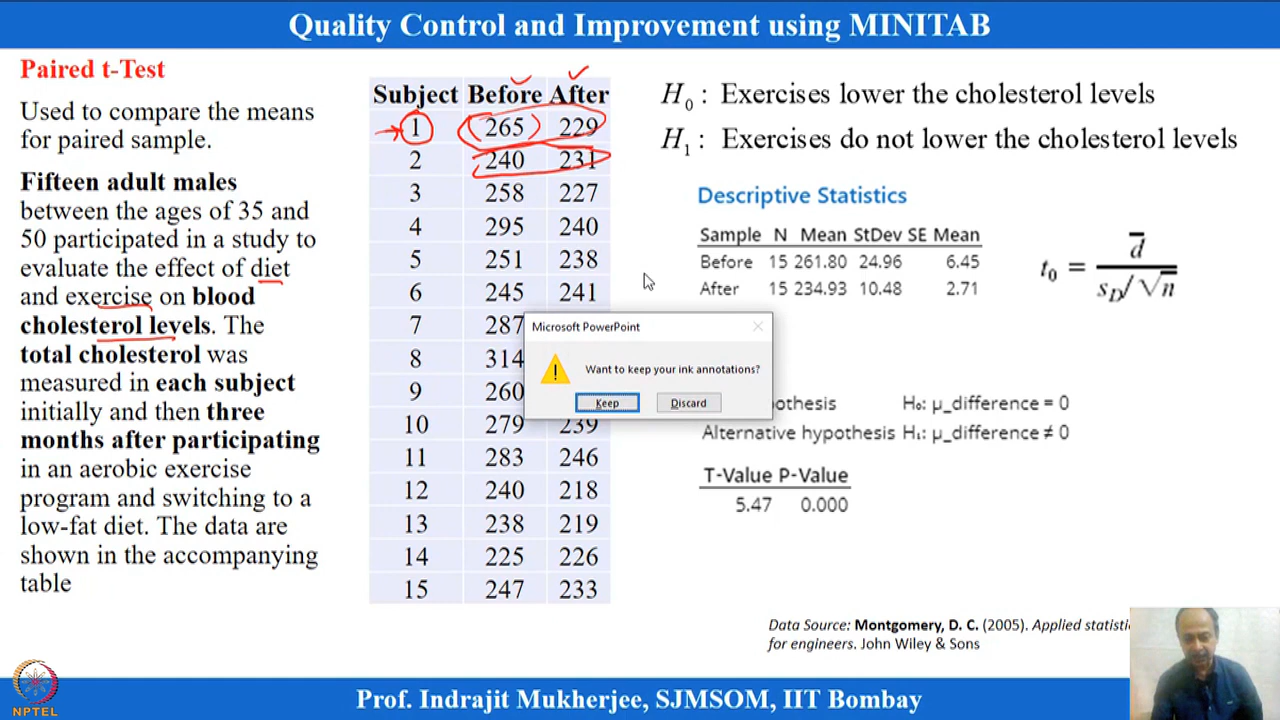 Quality Control and Improvement using MINITAB
Paired t-Test
Used to compare the means
for paired sample.
Fifteen adult males
between the ages of 35 and
50 participated in a study to
evaluate the effect of diet
and exercise on blood
cholesterol levels. The
total cholesterol was
measured in each subject
initially and then three
months after participating
in an aerobic exercise
program and switching to a
low-fat diet. The data are
shown in the accompanying
table
Subject Before After
1 265 229
2 240 231
3 258 227
4 295 240
5 251 238
6 245 241
7 287
8 314
9 260
10 279 239
11 283 246
12 240 218
13 238 219
14 225 226
15 247 233
H₀ : Exercises lower the cholesterol levels
H₁ : Exercises do not lower the cholesterol levels
Descriptive Statistics
Sample N Mean StDev SE Mean
Before 15 261.80 24.96 6.45
After 15 234.93 10.48 2.71
t₀ = d̄ / (s_D/√n)
Microsoft PowerPoint
Want to keep your ink annotations?
Keep Discard
H₀: μ_difference = 0
Alternative hypothesis H₁: μ_difference ≠ 0
T-Value P-Value
5.47 0.000
Data Source: Montgomery, D. C. (2005). Applied
for engineers. John Wiley & Sons
NPTEL
Prof. Indrajit Mukherjee, SJMSOM, IIT Bombay